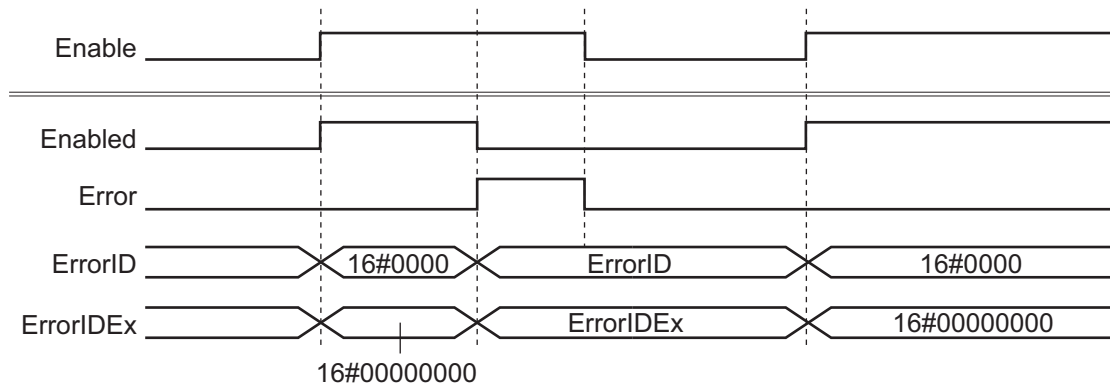 Enable
Enabled
Error
ErrorID 16#0000 ErrorID 16#0000
ErrorIDEx ErrorIDEx 16#00000000
16#00000000